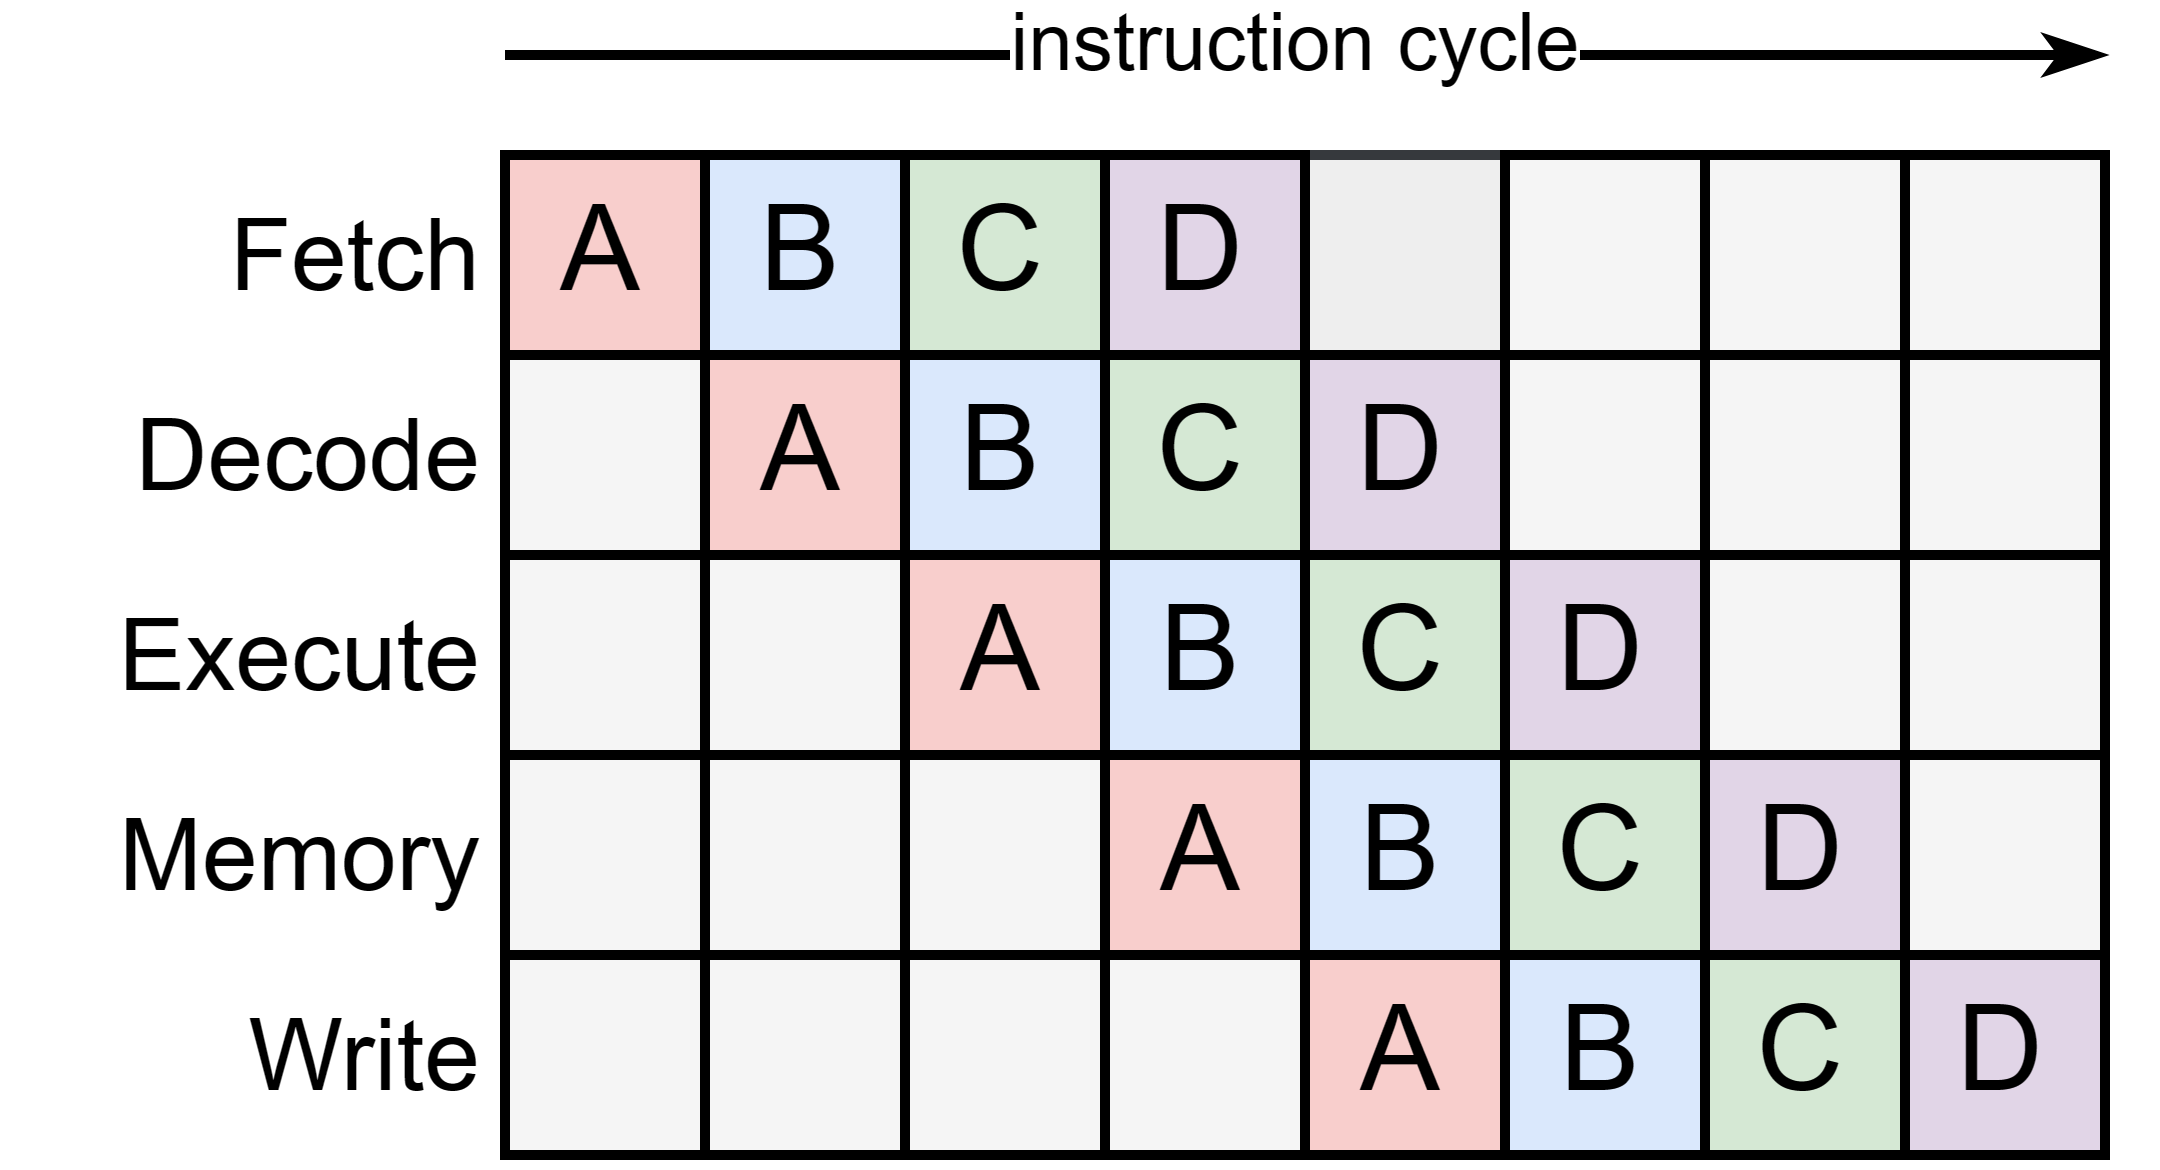 instruction cycle
Fetch A B C D
Decode A B C D
Execute A B C D
Memory A B C D
Write A B C D